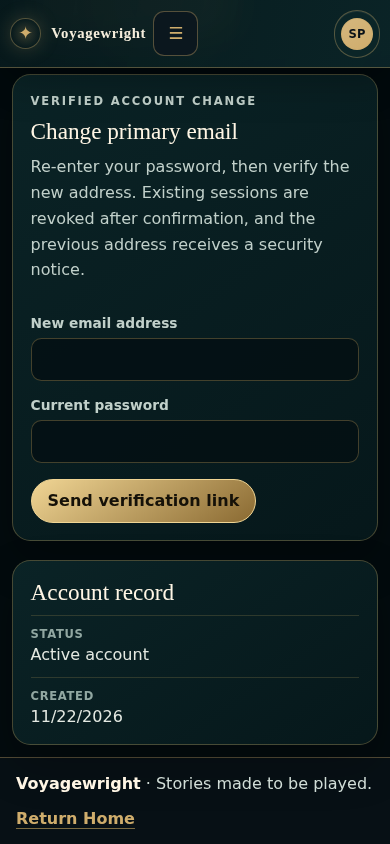 Voyagewright
☰
SP
VERIFIED ACCOUNT CHANGE
Change primary email
Re-enter your password, then verify the
new address. Existing sessions are
revoked after confirmation, and the
previous address receives a security
notice.
New email address
Current password
Send verification link
Account record
STATUS
Active account
CREATED
11/22/2026
Voyagewright · Stories made to be played.
Return Home